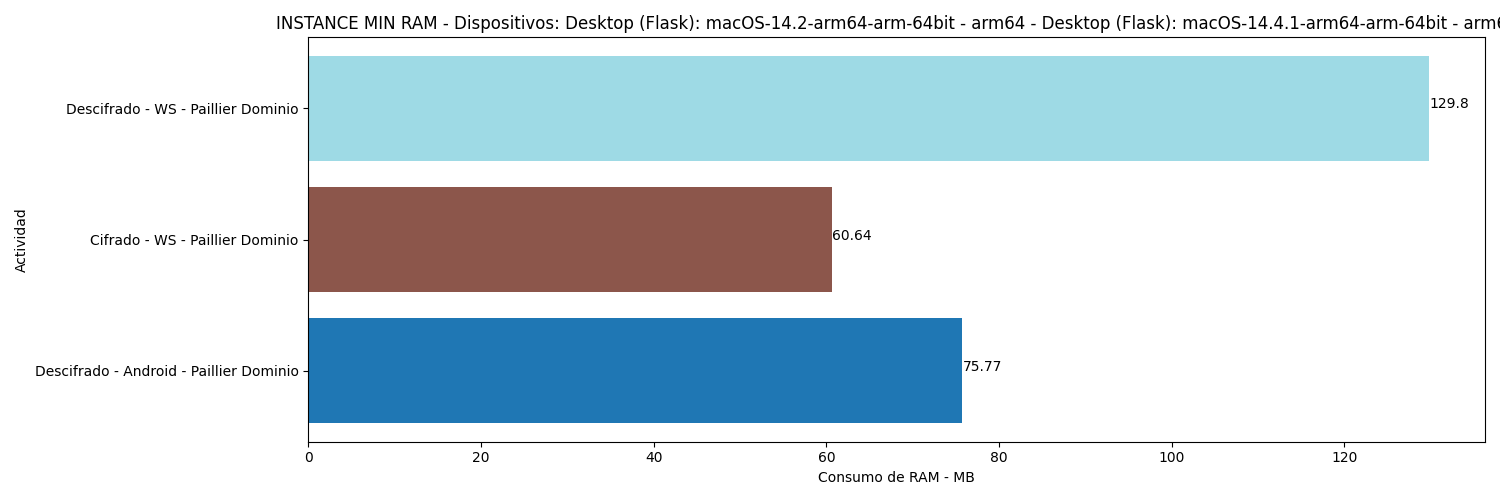 INSTANCE MIN RAM - Dispositivos: Desktop (Flask): macOS-14.2-arm64-arm-64bit - arm64 - Desktop (Flask): macOS-14.4.1-arm64-arm-64bit -
Descifrado - WS - Paillier Dominio
129.8
Cifrado - WS - Paillier Dominio
60.64
Descifrado - Android - Paillier Dominio
75.77
Actividad
0 20 40 60 80 100 120
Consumo de RAM - MB